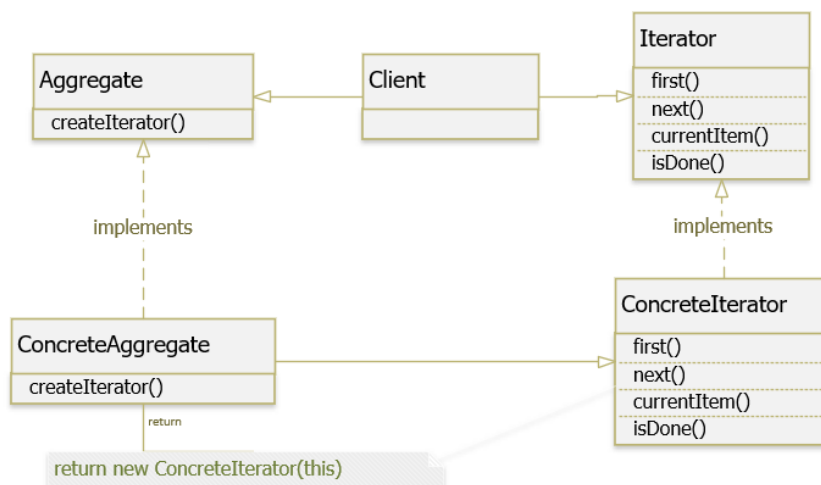 Aggregate
createIterator()
Client
Iterator
first()
next()
currentItem()
isDone()
implements
implements
ConcreteAggregate
createIterator()
ConcreteIterator
first()
next()
currentItem()
isDone()
return
return new ConcreteIterator(this)